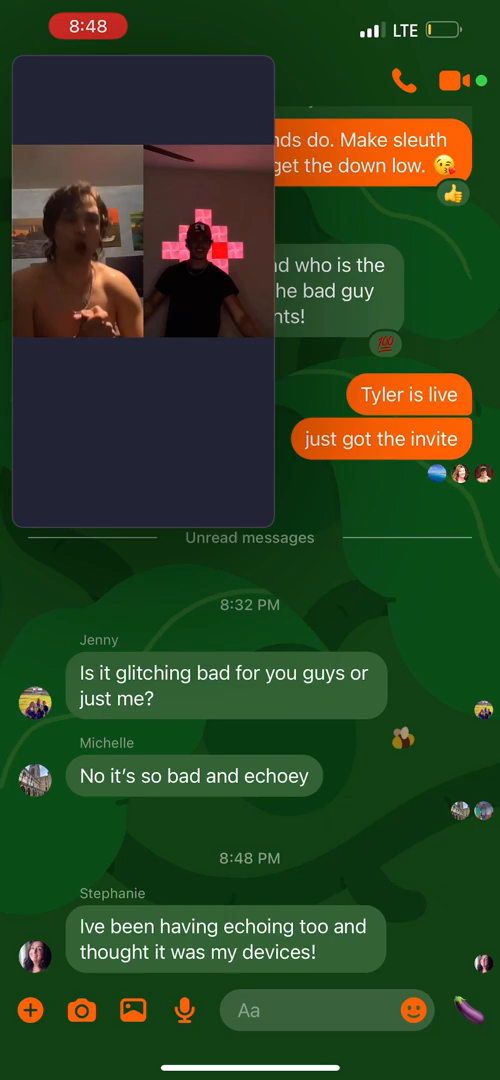 8:48
LTE
nds do. Make sleuth
get the down low. 😘
👍
nd who is the
he bad guy
nts!
💯
Tyler is live
just got the invite
Unread messages
8:32 PM
Jenny
Is it glitching bad for you guys or
just me?
Michelle
No it’s so bad and echoey
8:48 PM
Stephanie
Ive been having echoing too and
thought it was my devices!
Aa